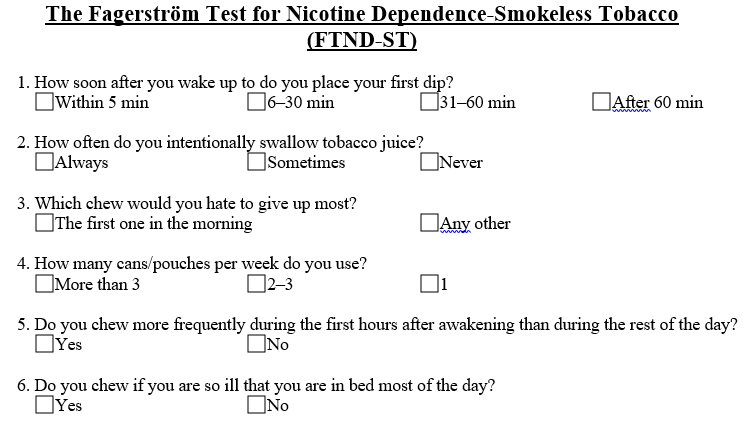 The Fagerström Test for Nicotine Dependence-Smokeless Tobacco
(FTND-ST)
1. How soon after you wake up to do you place your first dip?
☐Within 5 min ☐6–30 min ☐31–60 min ☐After 60 min
2. How often do you intentionally swallow tobacco juice?
☐Always ☐Sometimes ☐Never
3. Which chew would you hate to give up most?
☐The first one in the morning ☐Any other
4. How many cans/pouches per week do you use?
☐More than 3 ☐2–3 ☐1
5. Do you chew more frequently during the first hours after awakening than during the rest of the day?
☐Yes ☐No
6. Do you chew if you are so ill that you are in bed most of the day?
☐Yes ☐No